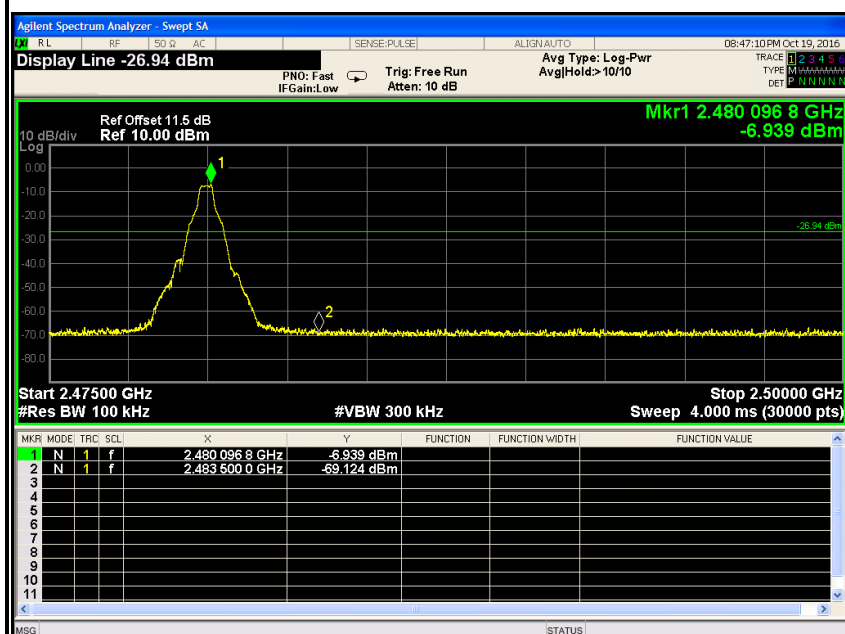 Agilent Spectrum Analyzer - Swept SA
LXI RL RF 50 Ω AC SENSE:PULSE ALIGN AUTO 08:47:10 PM Oct 19, 2016
Display Line -26.94 dBm
PNO: Fast
IFGain:Low
Trig: Free Run
Atten: 10 dB
Avg Type: Log-Pwr
Avg|Hold:> 10/10
TRACE 1 2 3 4 5 6
TYPE M
DET P N N N N N
Mkr1 2.480 096 8 GHz
-6.939 dBm
Ref Offset 11.5 dB
10 dB/div Ref 10.00 dBm
Log
1
0.00
-10.0
-20.0
-26.94 dBm
-30.0
-40.0
-50.0
-60.0
2
-70.0
-80.0
Start 2.47500 GHz Stop 2.50000 GHz
#Res BW 100 kHz #VBW 300 kHz Sweep 4.000 ms (30000 pts)
MKR MODE TRC SCL X Y FUNCTION FUNCTION WIDTH FUNCTION VALUE
1 N 1 f 2.480 096 8 GHz -6.939 dBm
2 N 1 f 2.483 500 0 GHz -69.124 dBm
3
4
5
6
7
8
9
10
11
MSG STATUS